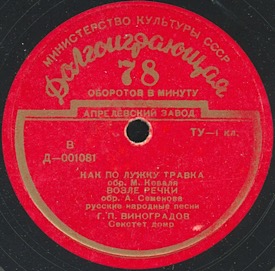 МИНИСТЕРСТВО КУЛЬТУРЫ СССР
Долгоиграющая
78
ОБОРОТОВ В МИНУТУ
АПРЕЛЕВСКИЙ ЗАВОД
ТУ—1 кл.
В
Д—001081
КАК ПО ЛУЖКУ ТРАВКА
обр. М. Коваля
ВОЗЛЕ РЕЧКИ
обр. А. Семенова
русские народные песни
Г. П. ВИНОГРАДОВ
Секстет домр